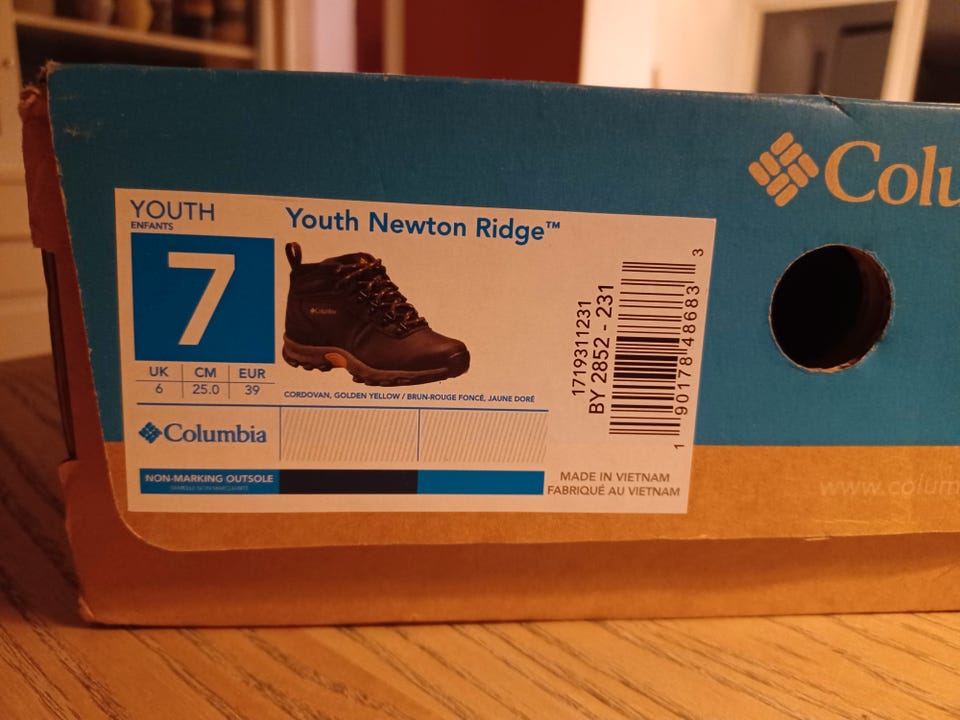 Colu
YOUTH
ENFANTS
Youth Newton Ridge™
7
Columbia
UK CM EUR
6 25.0 39
CORDOVAN, GOLDEN YELLOW / BRUN-ROUGE FONCÉ, JAUNE DORÉ
1719311231
BY 2852 - 231
1 90178 48683 3
Columbia
NON-MARKING OUTSOLE
MADE IN VIETNAM
FABRIQUÉ AU VIETNAM
www.colum